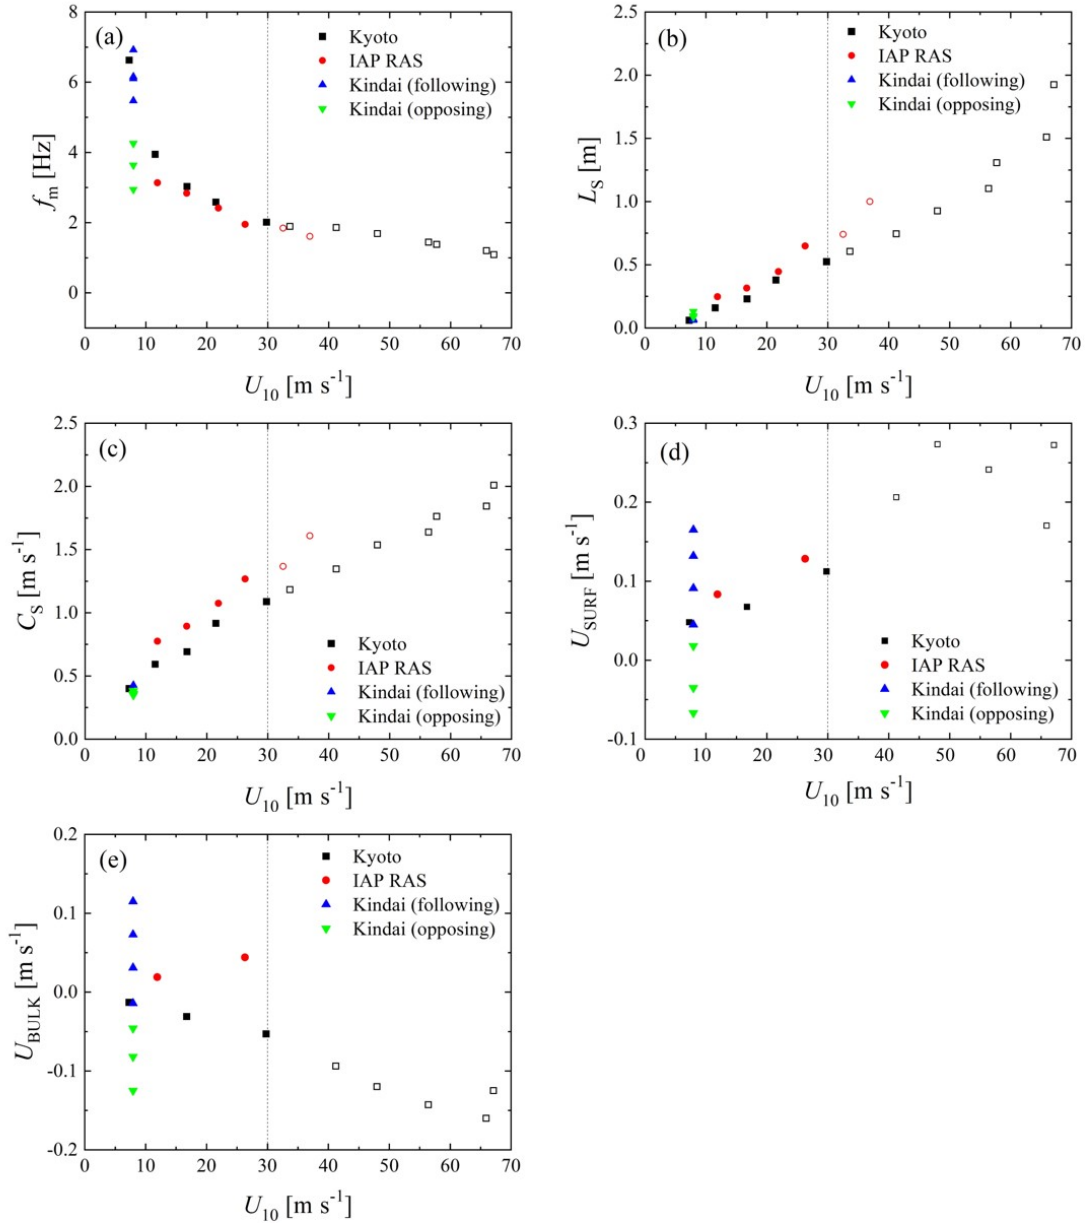 (a)
Kyoto
IAP RAS
Kindai (following)
Kindai (opposing)
8
6
4
2
0
f_m [Hz]
0 10 20 30 40 50 60 70
U_10 [m s^-1]
(b)
Kyoto
IAP RAS
Kindai (following)
Kindai (opposing)
2.5
2.0
1.5
1.0
0.5
0.0
L_S [m]
0 10 20 30 40 50 60 70
U_10 [m s^-1]
(c)
2.5
2.0
1.5
1.0
0.5
0.0
C_S [m s^-1]
Kyoto
IAP RAS
Kindai (following)
Kindai (opposing)
0 10 20 30 40 50 60 70
U_10 [m s^-1]
(d)
0.3
0.2
0.1
0.0
-0.1
U_SURF [m s^-1]
Kyoto
IAP RAS
Kindai (following)
Kindai (opposing)
0 10 20 30 40 50 60 70
U_10 [m s^-1]
(e)
Kyoto
IAP RAS
Kindai (following)
Kindai (opposing)
0.2
0.1
0.0
-0.1
-0.2
U_BULK [m s^-1]
0 10 20 30 40 50 60 70
U_10 [m s^-1]